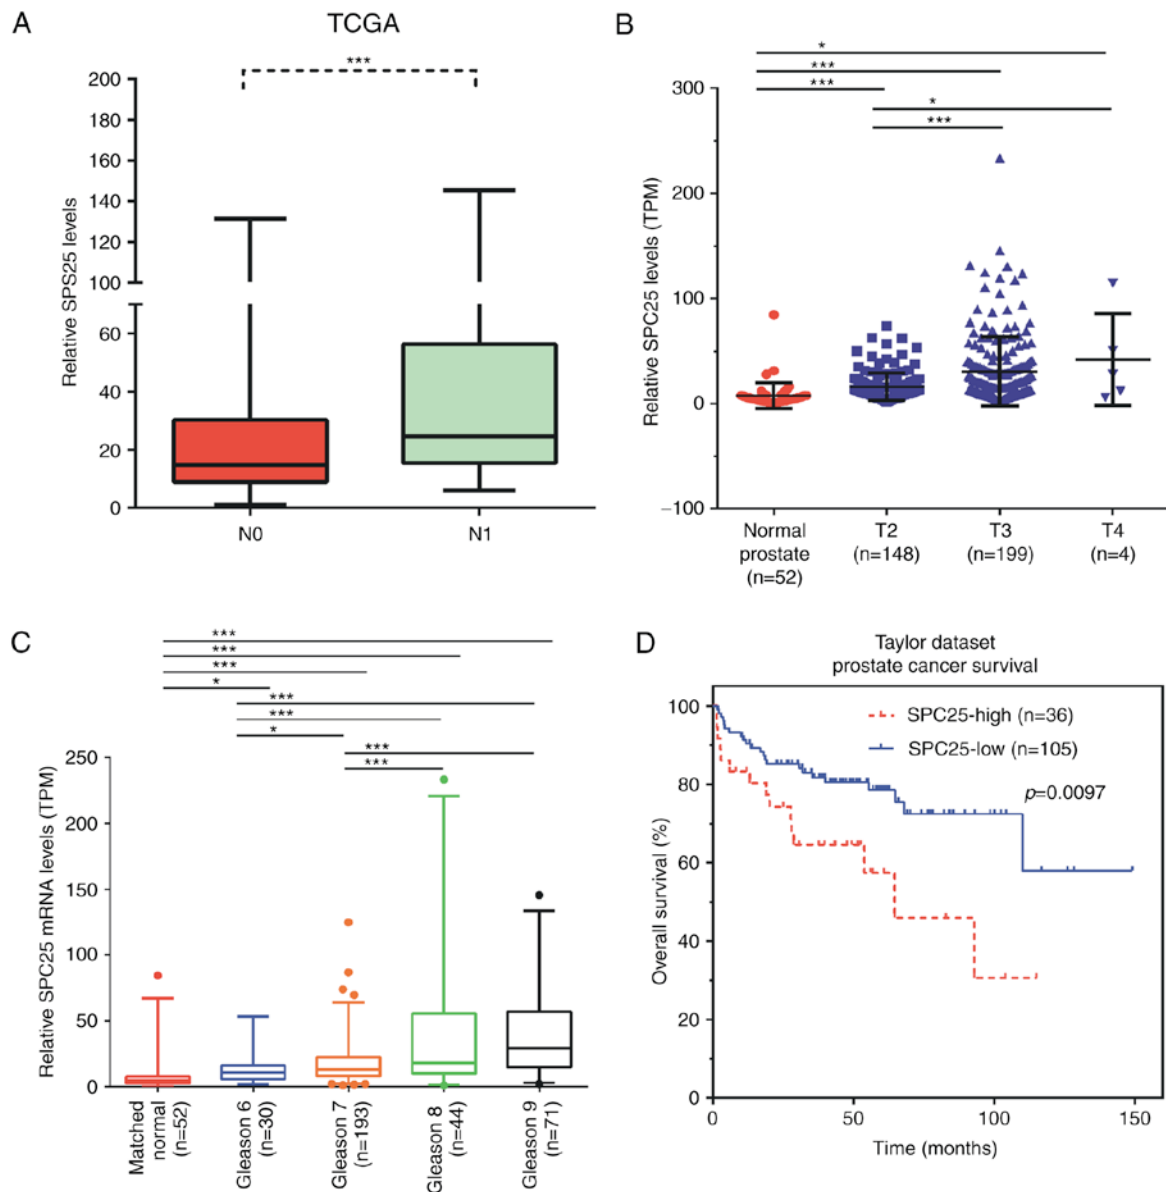 A
TCGA
***
Relative SPS25 levels
200
180
160
140
120
100
60
40
20
0
N0
N1
B
*
***
***
*
***
Relative SPC25 levels (TPM)
300
200
100
0
−100
Normal prostate (n=52)
T2 (n=148)
T3 (n=199)
T4 (n=4)
C
***
***
***
*
***
***
*
***
***
Relative SPC25 mRNA levels (TPM)
250
200
150
100
50
0
Matched normal (n=52)
Gleason 6 (n=30)
Gleason 7 (n=193)
Gleason 8 (n=44)
Gleason 9 (n=71)
D
Taylor dataset
prostate cancer survival
SPC25-high (n=36)
SPC25-low (n=105)
p=0.0097
Overall survival (%)
100
80
60
40
20
0
0
50
100
150
Time (months)